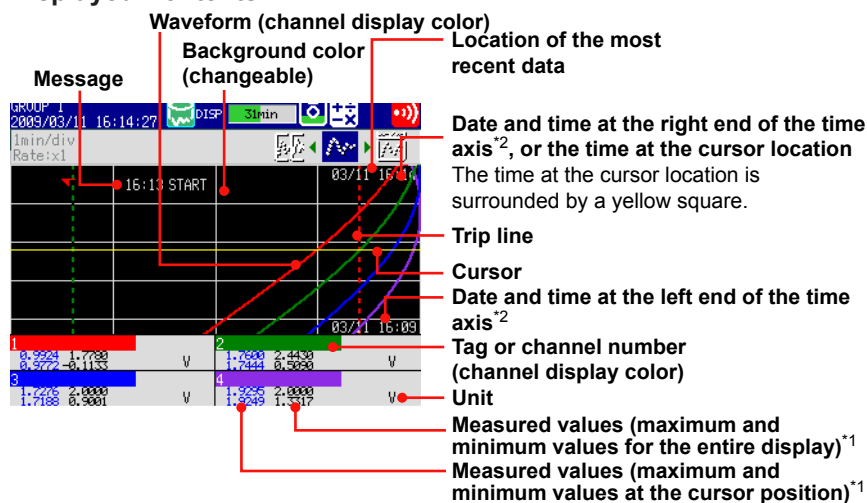 Waveform (channel display color)
Location of the most
recent data
Background color
(changeable)
Message
GROUP 1
2009/03/11 16:14:27
DISP
31min
1min/div
Rate:x1
Date and time at the right end of the time
axis*2, or the time at the cursor location
The time at the cursor location is
surrounded by a yellow square.
16:13 START
03/11 16:14
Trip line
Cursor
Date and time at the left end of the time
axis*2
03/11 16:09
Tag or channel number
(channel display color)
1
0.9924 1.7780
0.9772 -0.1133
V
2
1.7600 2.4430
1.7444 0.5090
V
3
1.7276 2.0000
1.7188 0.9001
V
4
1.9295 2.0000
1.9249 1.3317
V
Unit
Measured values (maximum and
minimum values for the entire display)*1
Measured values (maximum and
minimum values at the cursor position)*1